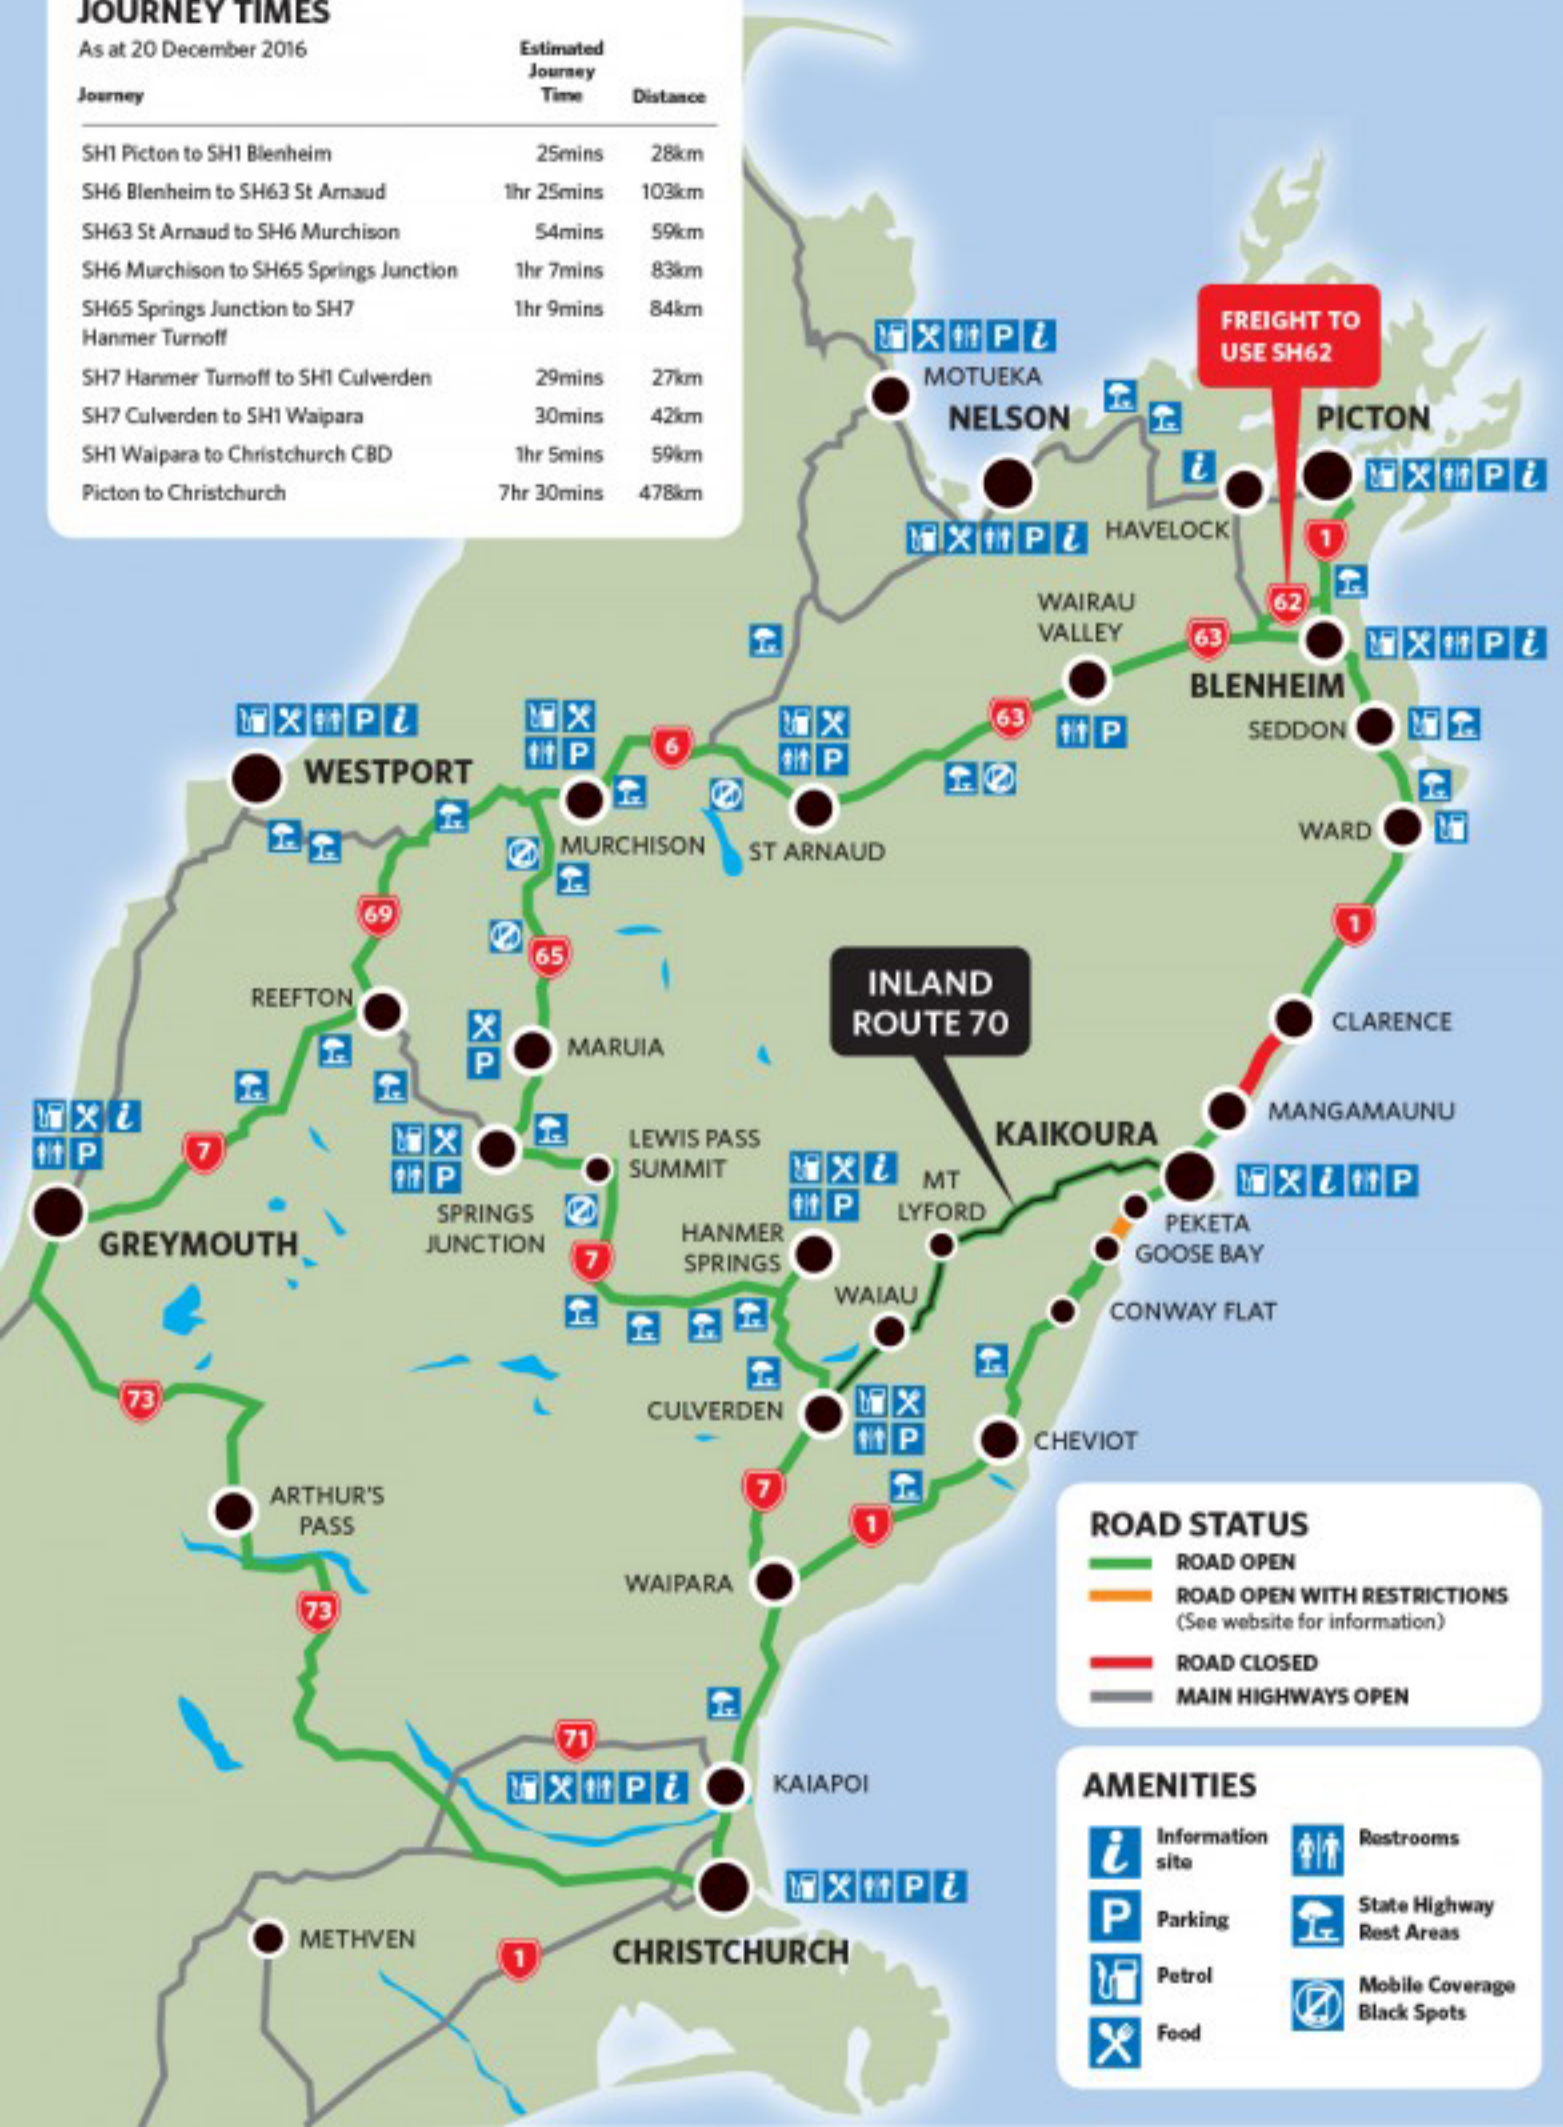 JOURNEY TIMES
As at 20 December 2016
Journey
Estimated
Journey
Time
Distance
SH1 Picton to SH1 Blenheim 25mins 28km
SH6 Blenheim to SH63 St Arnaud 1hr 25mins 103km
SH63 St Arnaud to SH6 Murchison 54mins 59km
SH6 Murchison to SH65 Springs Junction 1hr 7mins 83km
SH65 Springs Junction to SH7 1hr 9mins 84km
Hanmer Turnoff
SH7 Hanmer Turnoff to SH1 Culverden 29mins 27km
SH7 Culverden to SH1 Waipara 30mins 42km
SH1 Waipara to Christchurch CBD 1hr 5mins 59km
Picton to Christchurch 7hr 30mins 478km
FREIGHT TO
USE SH62
P i
MOTUEKA
NELSON
PICTON
i
P i
P i
HAVELOCK
1
62
WAIRAU
VALLEY
63
P i
BLENHEIM
63
P
SEDDON
P i
WESTPORT
P
6
P
MURCHISON
ST ARNAUD
WARD
69
65
1
INLAND
ROUTE 70
REEFTON
CLARENCE
MARUIA
P
MANGAMAUNU
KAIKOURA
i
P
7
P
LEWIS PASS
SUMMIT
i
P
MT
LYFORD
i P
GREYMOUTH
SPRINGS
JUNCTION
7
HANMER
SPRINGS
PEKETA
GOOSE BAY
WAIAU
CONWAY FLAT
73
CULVERDEN
P
CHEVIOT
7
1
ARTHUR'S
PASS
WAIPARA
73
71
P i
KAIAPOI
P i
METHVEN
1
CHRISTCHURCH
ROAD STATUS
ROAD OPEN
ROAD OPEN WITH RESTRICTIONS
(See website for information)
ROAD CLOSED
MAIN HIGHWAYS OPEN
AMENITIES
i
Information
site
P
Parking
Petrol
Food
Restrooms
State Highway
Rest Areas
Mobile Coverage
Black Spots